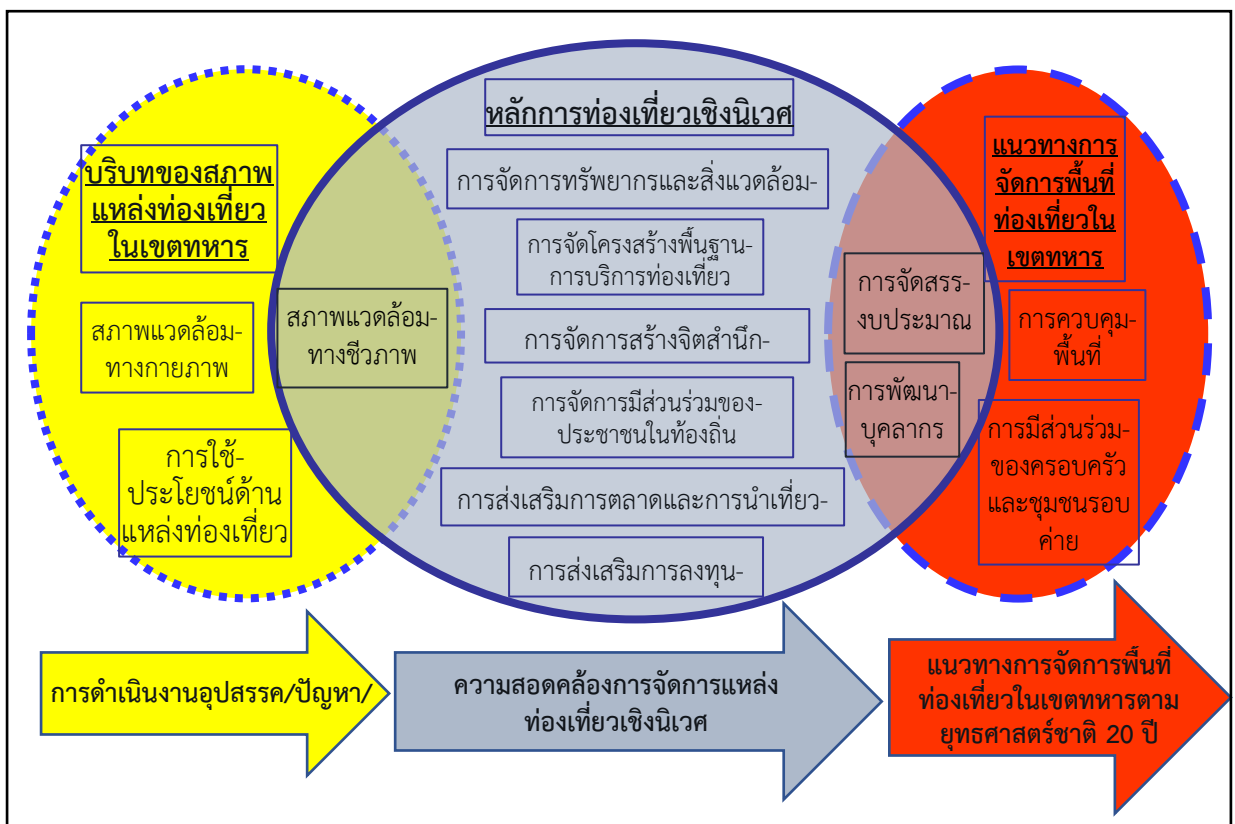 บริบทของสภาพ
แหล่งท่องเที่ยว
ในเขตทหาร
สภาพแวดล้อม-
ทางกายภาพ
การใช้-
ประโยชน์ด้าน
แหล่งท่องเที่ยว
สภาพแวดล้อม-
ทางชีวภาพ
หลักการท่องเที่ยวเชิงนิเวศ
การจัดการทรัพยากรและสิ่งแวดล้อม-
การจัดโครงสร้างพื้นฐาน-
การบริการท่องเที่ยว
การจัดการสร้างจิตสำนึก-
การจัดการมีส่วนร่วมของ-
ประชาชนในท้องถิ่น
การส่งเสริมการตลาดและการนำเที่ยว-
การส่งเสริมการลงทุน-
การจัดสรร-
งบประมาณ
การพัฒนา-
บุคลากร
แนวทางการ
จัดการพื้นที่
ท่องเที่ยวใน
เขตทหาร
การควบคุม-
พื้นที่
การมีส่วนร่วม-
ของครอบครัว
และชุมชนรอบ
ค่าย
การดำเนินงานอุปสรรค/ปัญหา/
ความสอดคล้องการจัดการแหล่ง
ท่องเที่ยวเชิงนิเวศ
แนวทางการจัดการพื้นที่
ท่องเที่ยวในเขตทหารตาม
ยุทธศาสตร์ชาติ 20 ปี